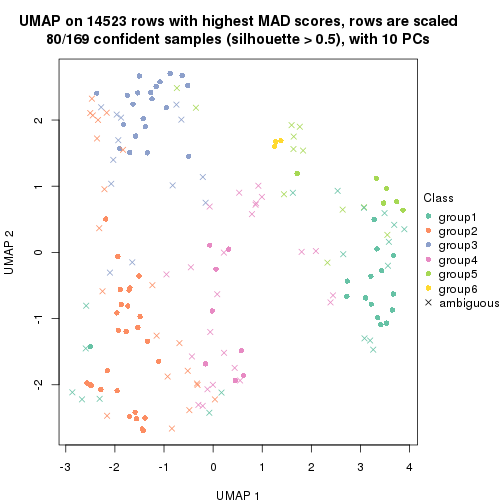 UMAP on 14523 rows with highest MAD scores, rows are scaled
80/169 confident samples (silhouette > 0.5), with 10 PCs
2
1
0
-1
-2
UMAP 2
-3
-2
-1
0
1
2
3
4
UMAP 1
Class
group1
group2
group3
group4
group5
group6
ambiguous